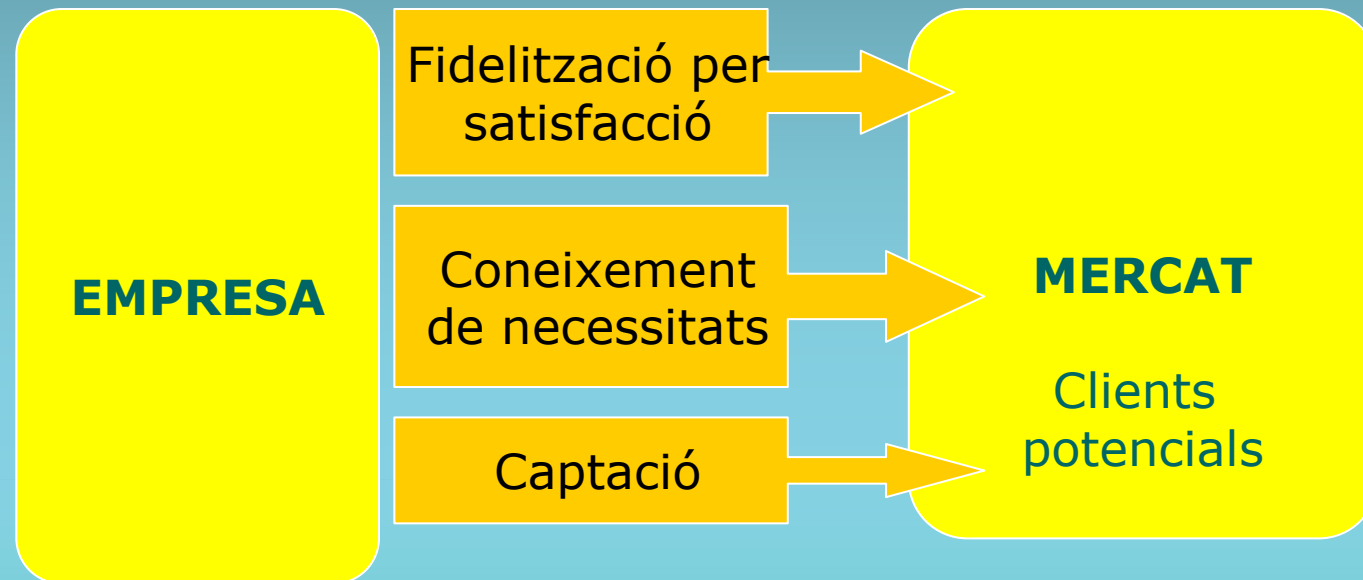 EMPRESA
Fidelització per
satisfacció
Coneixement
de necessitats
Captació
MERCAT
Clients
potencials